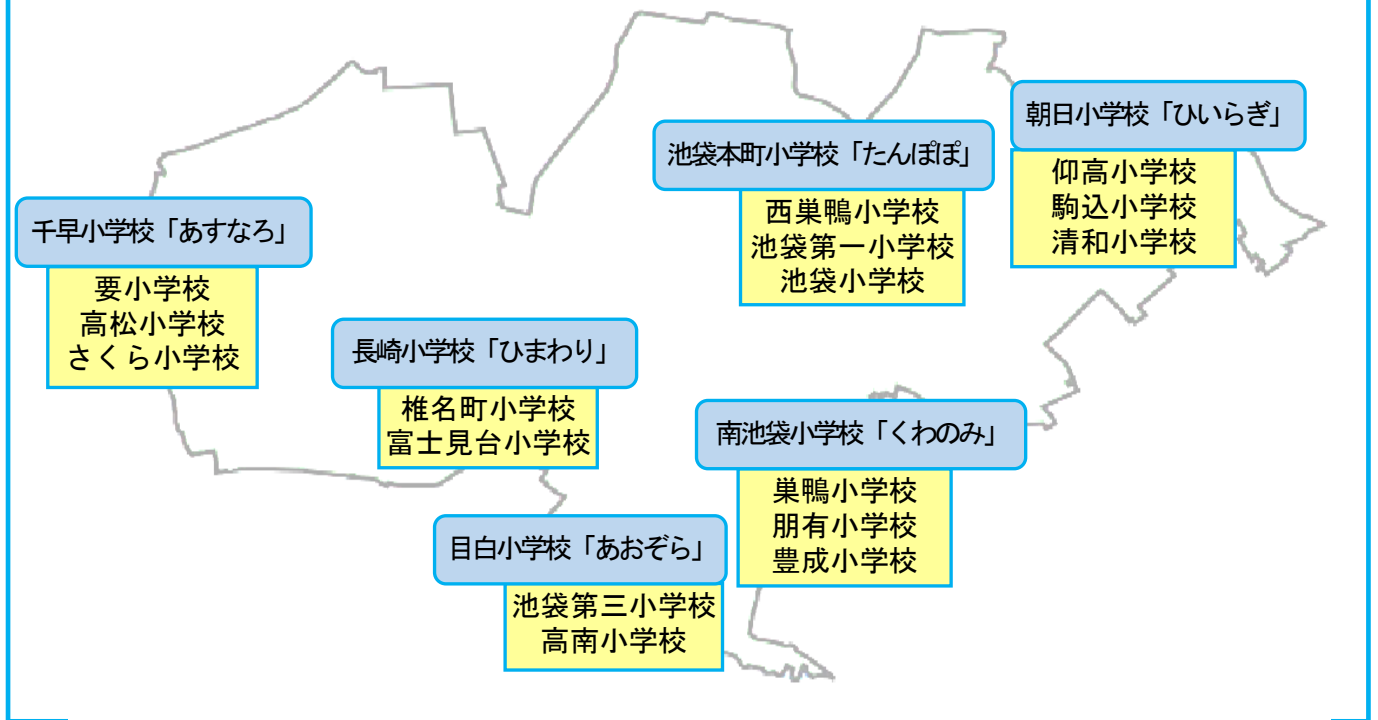 朝日小学校「ひいらぎ」
仰高小学校
駒込小学校
清和小学校
池袋本町小学校「たんぽぽ」
西巣鴨小学校
池袋第一小学校
池袋小学校
千早小学校「あすなろ」
要小学校
高松小学校
さくら小学校
長崎小学校「ひまわり」
椎名町小学校
富士見台小学校
南池袋小学校「くわのみ」
巣鴨小学校
朋有小学校
豊成小学校
目白小学校「あおぞら」
池袋第三小学校
高南小学校